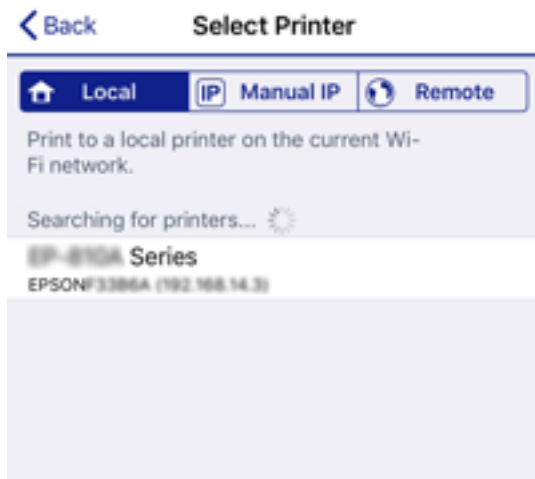 Back
Select Printer
Local
IP Manual IP
Remote
Print to a local printer on the current Wi-
Fi network.
Searching for printers...
Series
EPSON